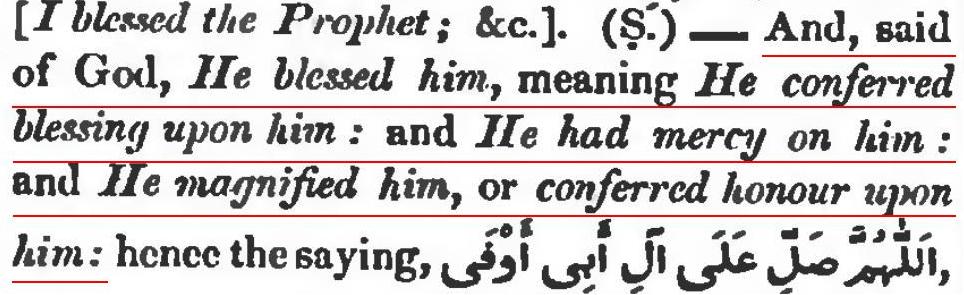 [I blessed the Prophet; &c.]. (Ṣ.) — And, said
of God, He blessed him, meaning He conferred
blessing upon him: and He had mercy on him:
and He magnified him, or conferred honour upon
him: hence the saying, اَللّٰهُمَّ صَلِّ عَلَى آلِ أَبِى أَوْفَى,